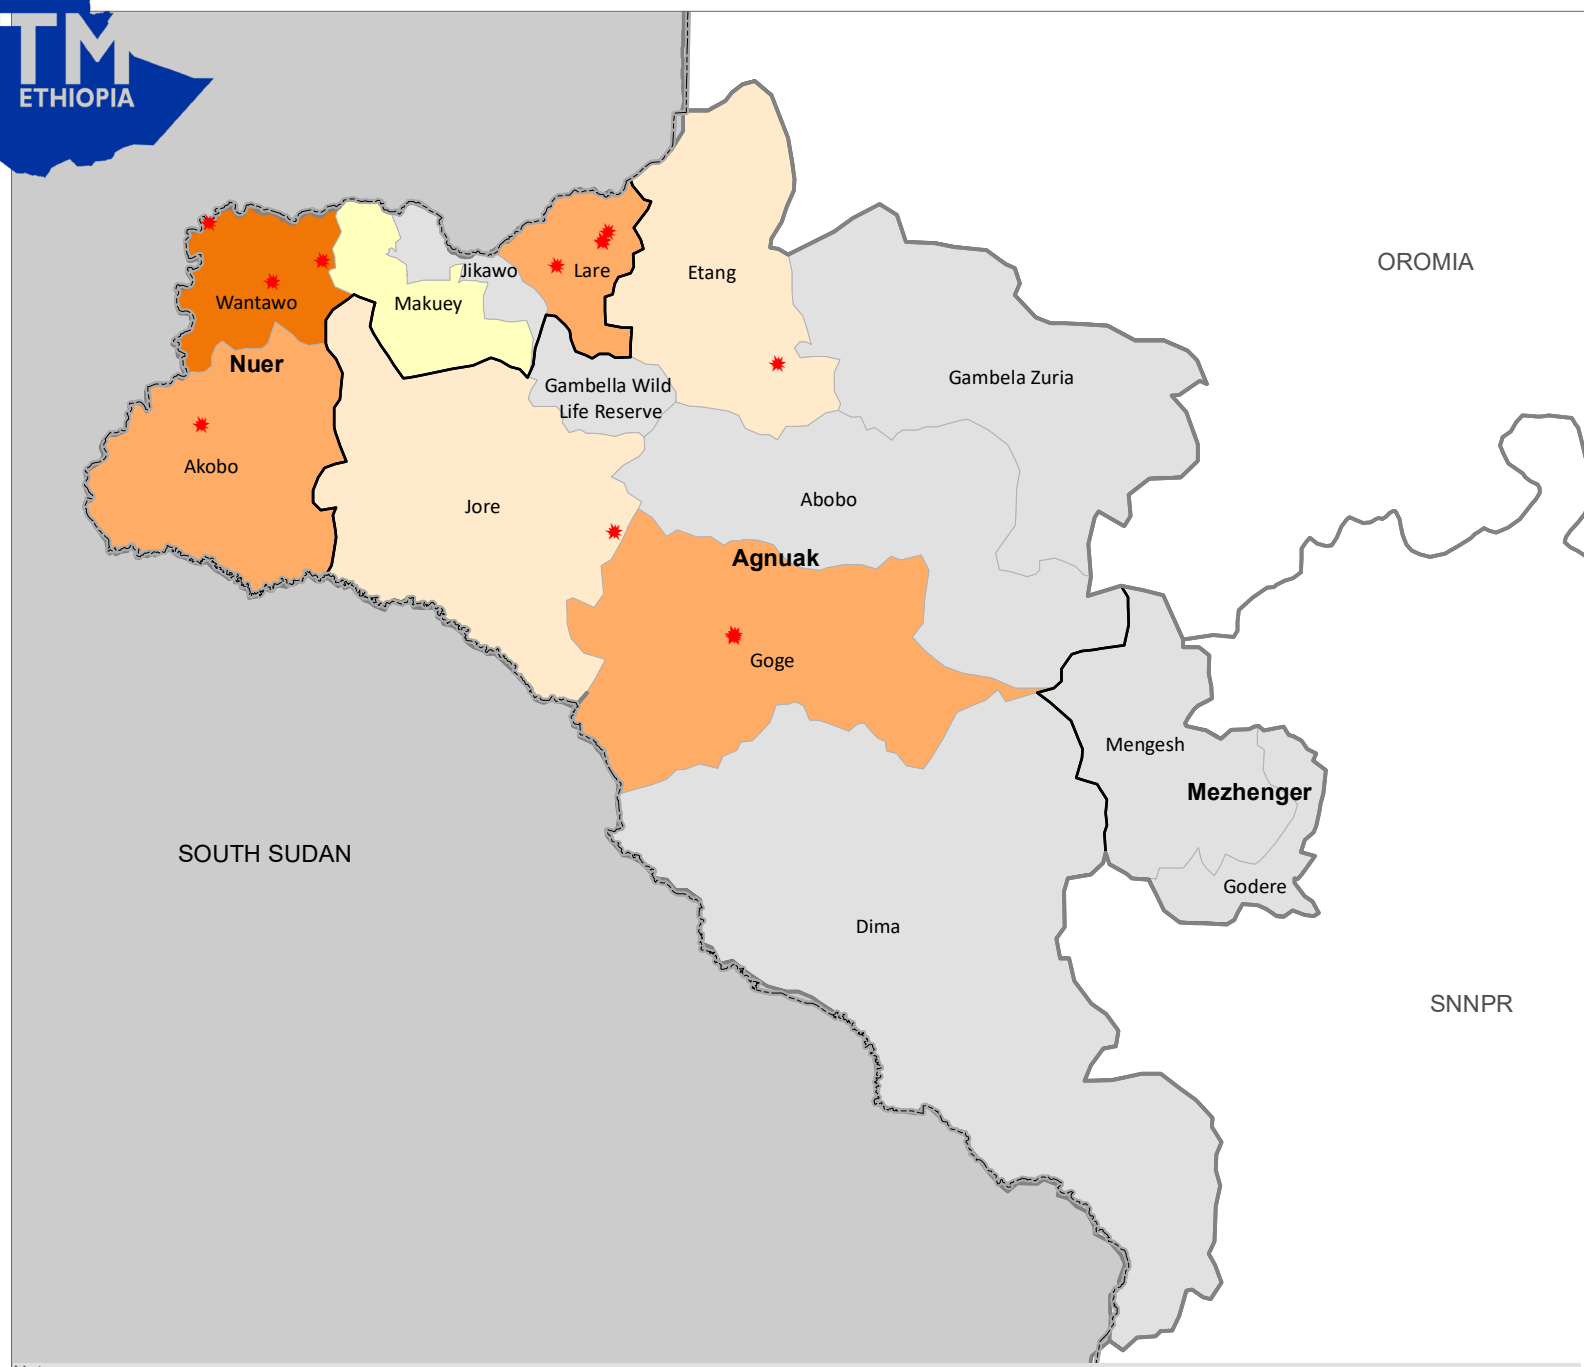 TM
ETHIOPIA
OROMIA
Jikawo
Lare
Etang
Wantawo
Makuey
Nuer
Gambela Zuria
Gambella Wild
Life Reserve
Akobo
Abobo
Jore
Agnuak
Goge
Mengesh
Mezhenger
SOUTH SUDAN
Godere
Dima
SNNPR